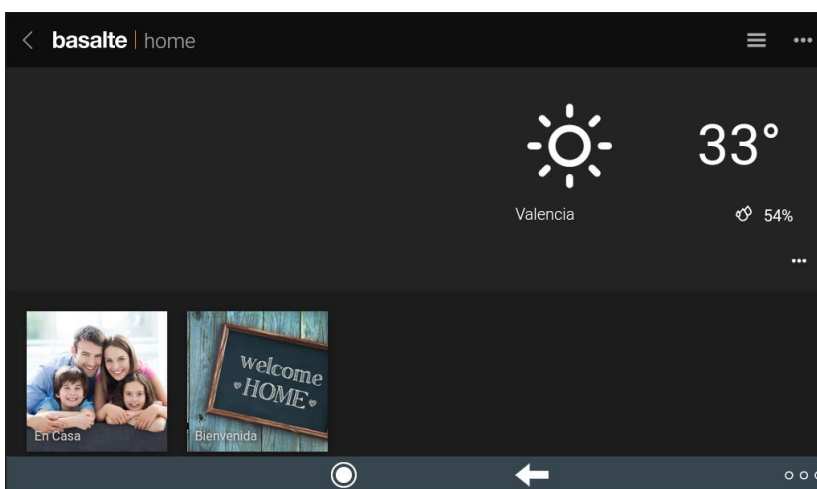 basalte | home
33°
Valencia
54%
welcome
HOME
En Casa
Bienvenida